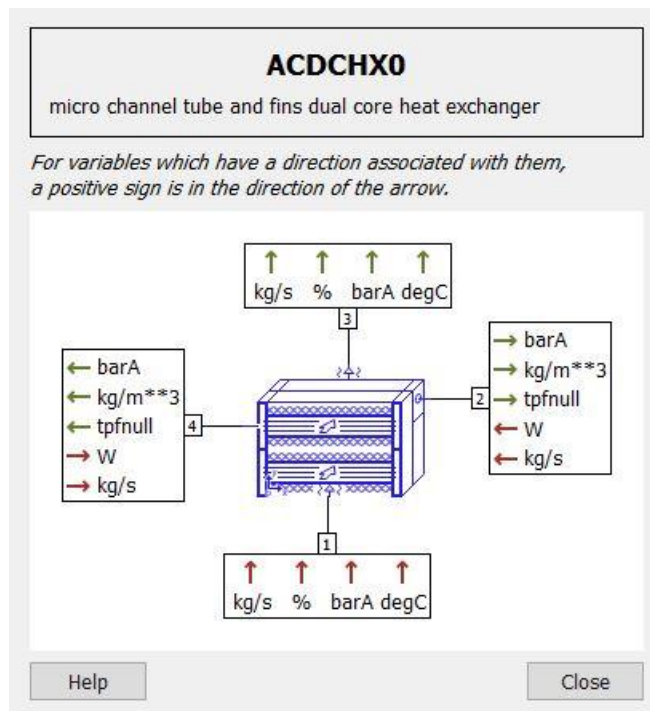 ACDCHX0
micro channel tube and fins dual core heat exchanger
For variables which have a direction associated with them,
a positive sign is in the direction of the arrow.
kg/s % barA degC
3
barA
kg/m**3
tpfnull
W
kg/s
4
2
barA
kg/m**3
tpfnull
W
kg/s
1
kg/s % barA degC
Help
Close